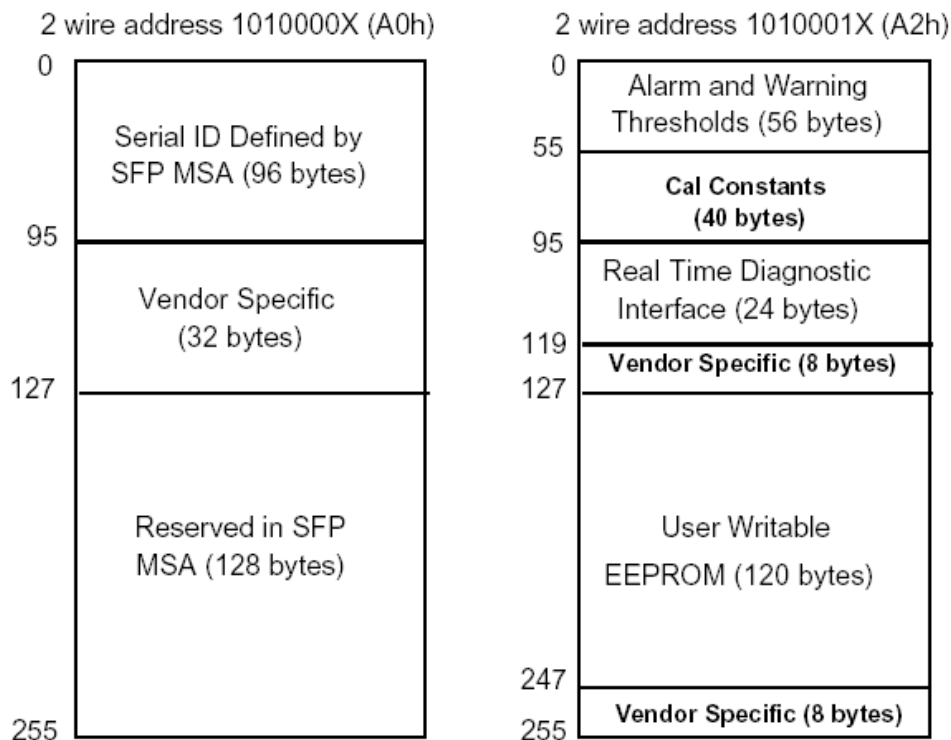 2 wire address 1010000X (A0h)
0
Serial ID Defined by
SFP MSA (96 bytes)
95
Vendor Specific
(32 bytes)
127
Reserved in SFP
MSA (128 bytes)
255
2 wire address 1010001X (A2h)
0
Alarm and Warning
Thresholds (56 bytes)
55
Cal Constants
(40 bytes)
95
Real Time Diagnostic
Interface (24 bytes)
119
Vendor Specific (8 bytes)
127
User Writable
EEPROM (120 bytes)
247
Vendor Specific (8 bytes)
255